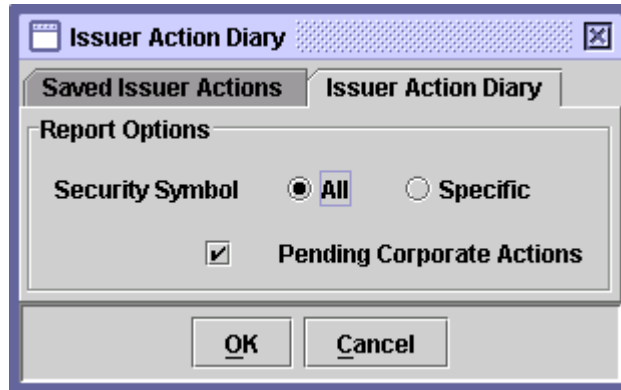 Issuer Action Diary
Saved Issuer Actions Issuer Action Diary
Report Options
Security Symbol All Specific
Pending Corporate Actions
OK Cancel